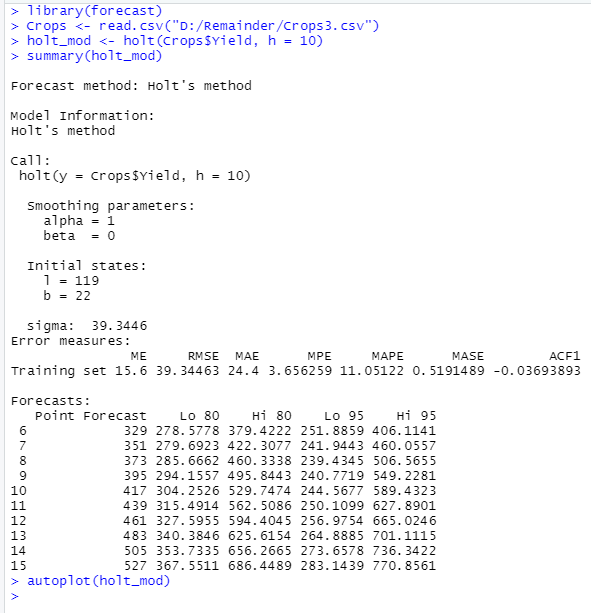 > library(forecast)
> Crops <- read.csv("D:/Remainder/Crops3.csv")
> holt_mod <- holt(Crops$Yield, h = 10)
> summary(holt_mod)

Forecast method: Holt's method

Model Information:
Holt's method

Call:
 holt(y = Crops$Yield, h = 10)

  Smoothing parameters:
    alpha = 1
    beta  = 0

  Initial states:
    l = 119
    b = 22

  sigma:  39.3446
Error measures:
               ME     RMSE  MAE      MPE     MAPE      MASE        ACF1
Training set 15.6 39.34463 24.4 3.656259 11.05122 0.5191489 -0.03693893

Forecasts:
   Point Forecast    Lo 80    Hi 80    Lo 95    Hi 95
 6            329 278.5778 379.4222 251.8859 406.1141
 7            351 279.6923 422.3077 241.9443 460.0557
 8            373 285.6662 460.3338 239.4345 506.5655
 9            395 294.1557 495.8443 240.7719 549.2281
10            417 304.2526 529.7474 244.5677 589.4323
11            439 315.4914 562.5086 250.1099 627.8901
12            461 327.5955 594.4045 256.9754 665.0246
13            483 340.3846 625.6154 264.8885 701.1115
14            505 353.7335 656.2665 273.6578 736.3422
15            527 367.5511 686.4489 283.1439 770.8561
> autoplot(holt_mod)
>